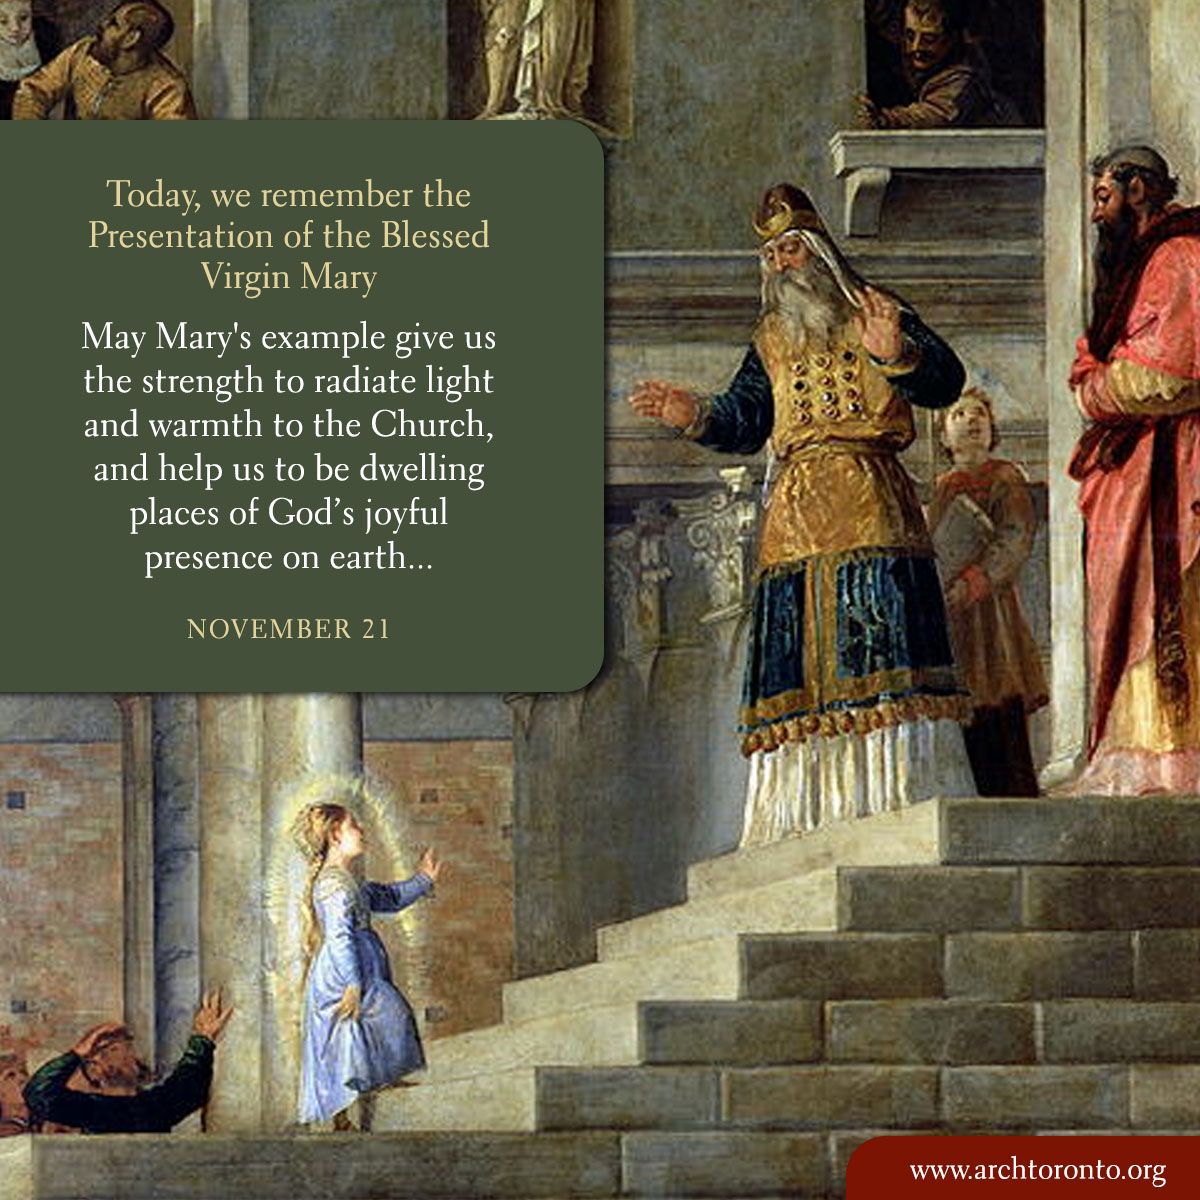 Today, we remember the
Presentation of the Blessed
Virgin Mary
May Mary's example give us
the strength to radiate light
and warmth to the Church,
and help us to be dwelling
places of God’s joyful
presence on earth...
NOVEMBER 21
www.archtoronto.org